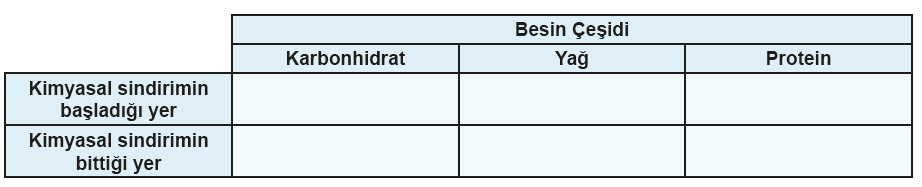 Besin Çeşidi
Karbonhidrat Yağ Protein
Kimyasal sindirimin
başladığı yer
Kimyasal sindirimin
bittiği yer